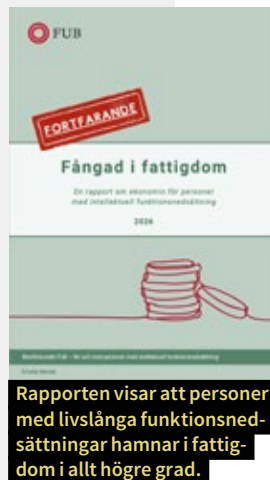 FUB
FORTFARANDE
Fångad i fattigdom
En rapport om ekonomin för personer
med intellektuell funktionsnedsättning
2026
Rapporten visar att personer
med livslånga funktionsned-
sättningar hamnar i fattig-
dom i allt högre grad.